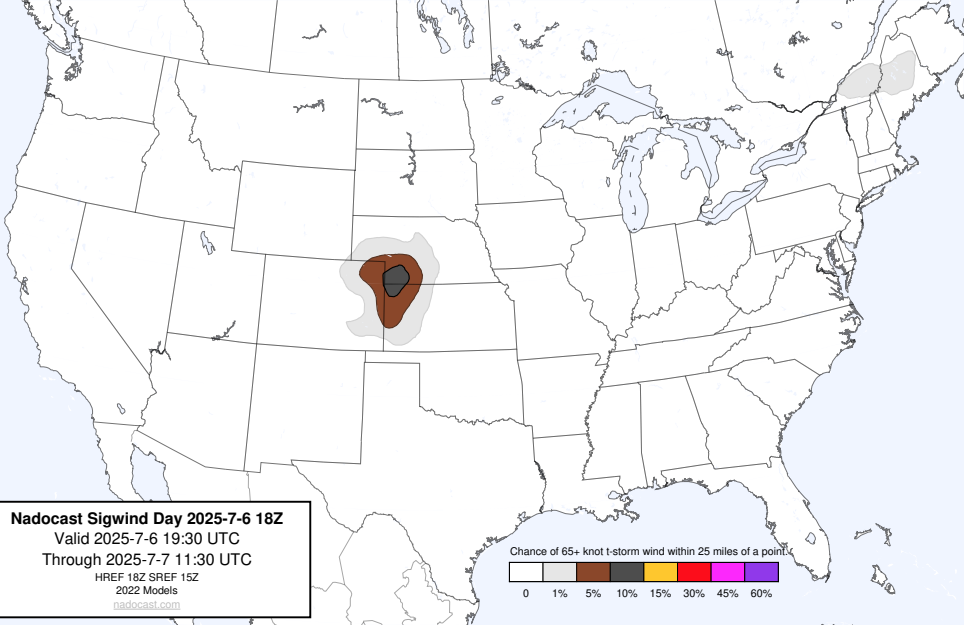 Nadocast Sigwind Day 2025-7-6 18Z
Valid 2025-7-6 19:30 UTC
Through 2025-7-7 11:30 UTC
HREF 18Z SREF 15Z
2022 Models
nadocast.com
Chance of 65+ knot t-storm wind within 25 miles of a point.
0 1% 5% 10% 15% 30% 45% 60%